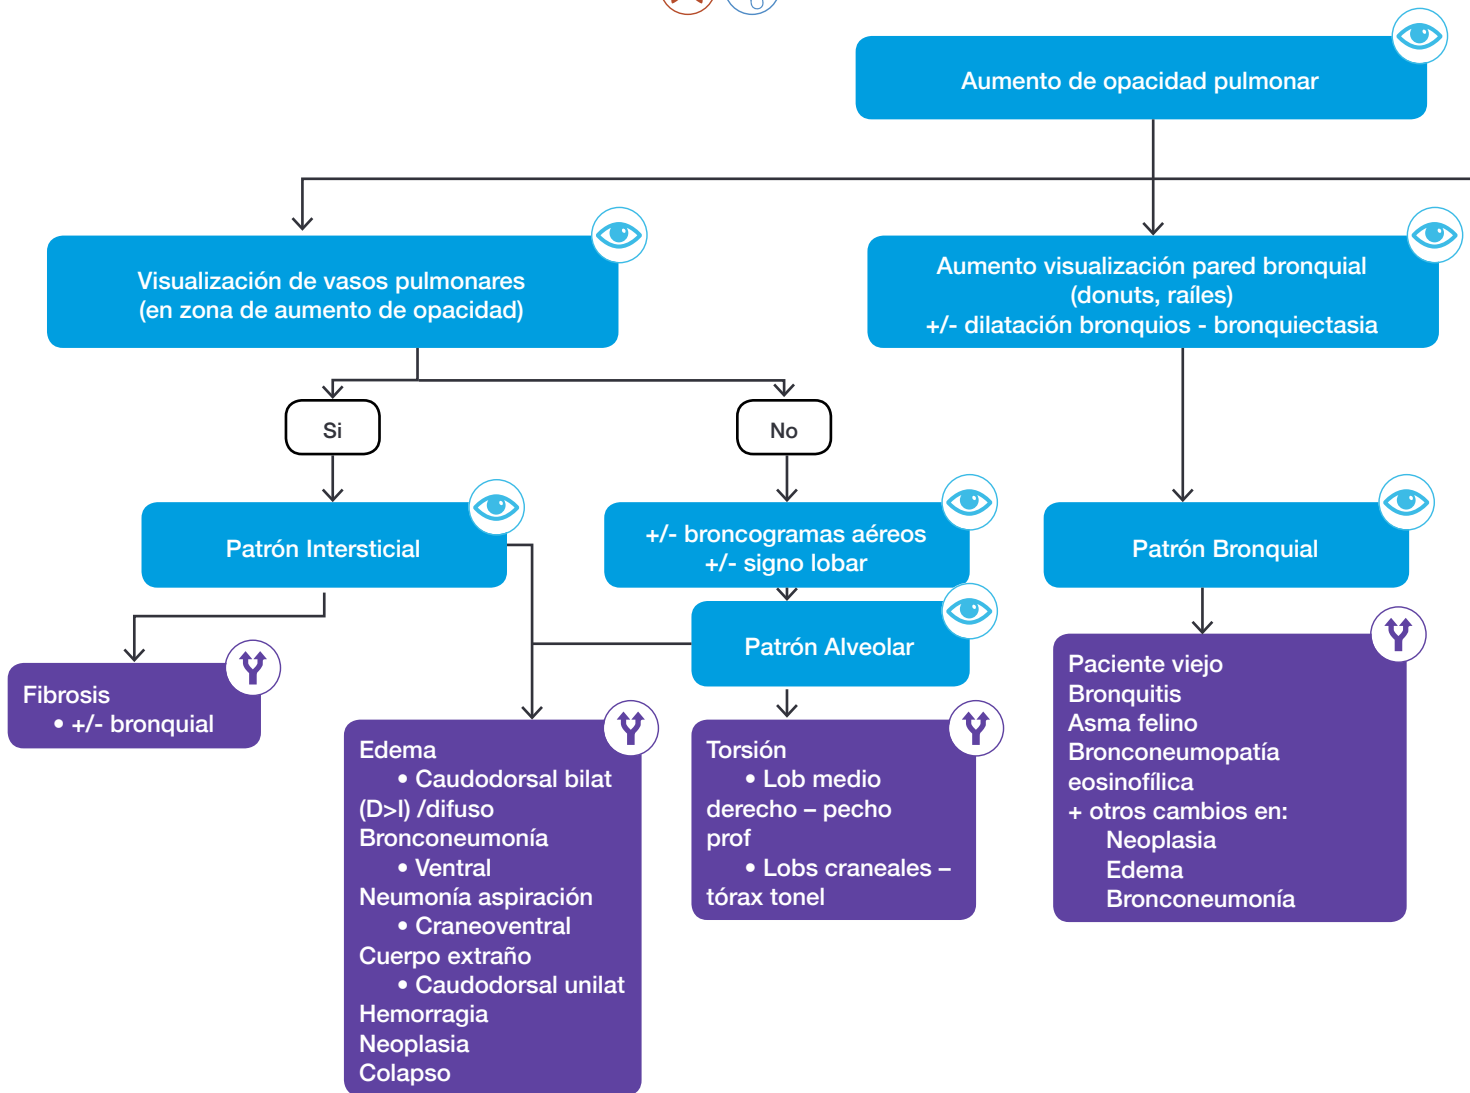 Aumento de opacidad pulmonar
Visualización de vasos pulmonares
(en zona de aumento de opacidad)
Aumento visualización pared bronquial
(donuts, raíles)
+/- dilatación bronquios - bronquiectasia
Si
No
Patrón Intersticial
+/- broncogramas aéreos
+/- signo lobar
Patrón Bronquial
Patrón Alveolar
Fibrosis
• +/- bronquial
Edema
• Caudodorsal bilat
(D>I) /difuso
Bronconeumonía
• Ventral
Neumonía aspiración
• Craneoventral
Cuerpo extraño
• Caudodorsal unilat
Hemorragia
Neoplasia
Colapso
Torsión
• Lob medio
derecho – pecho
prof
• Lobs craneales –
tórax tonel
Paciente viejo
Bronquitis
Asma felino
Bronconeumopatía
eosinofílica
+ otros cambios en:
Neoplasia
Edema
Bronconeumonía